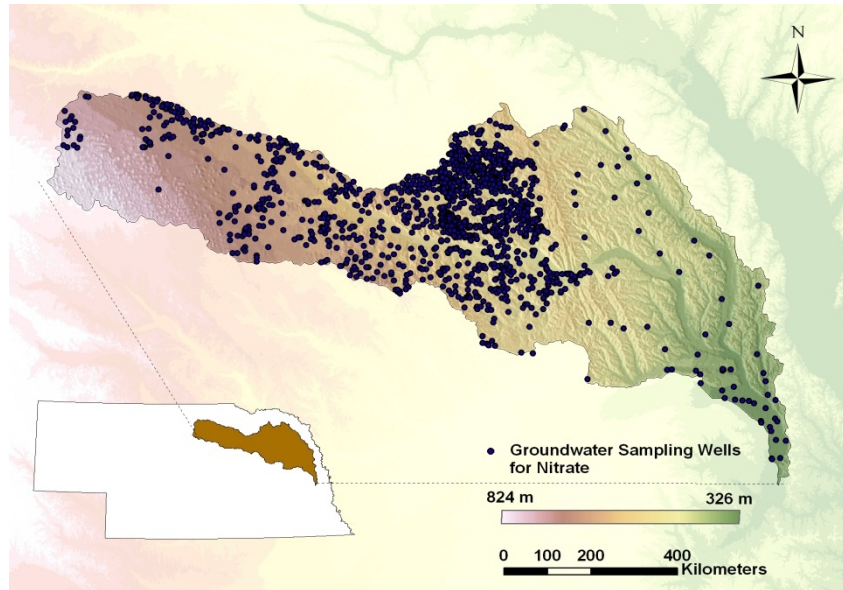 N
Groundwater Sampling Wells
for Nitrate
824 m 326 m
0 100 200 400
Kilometers